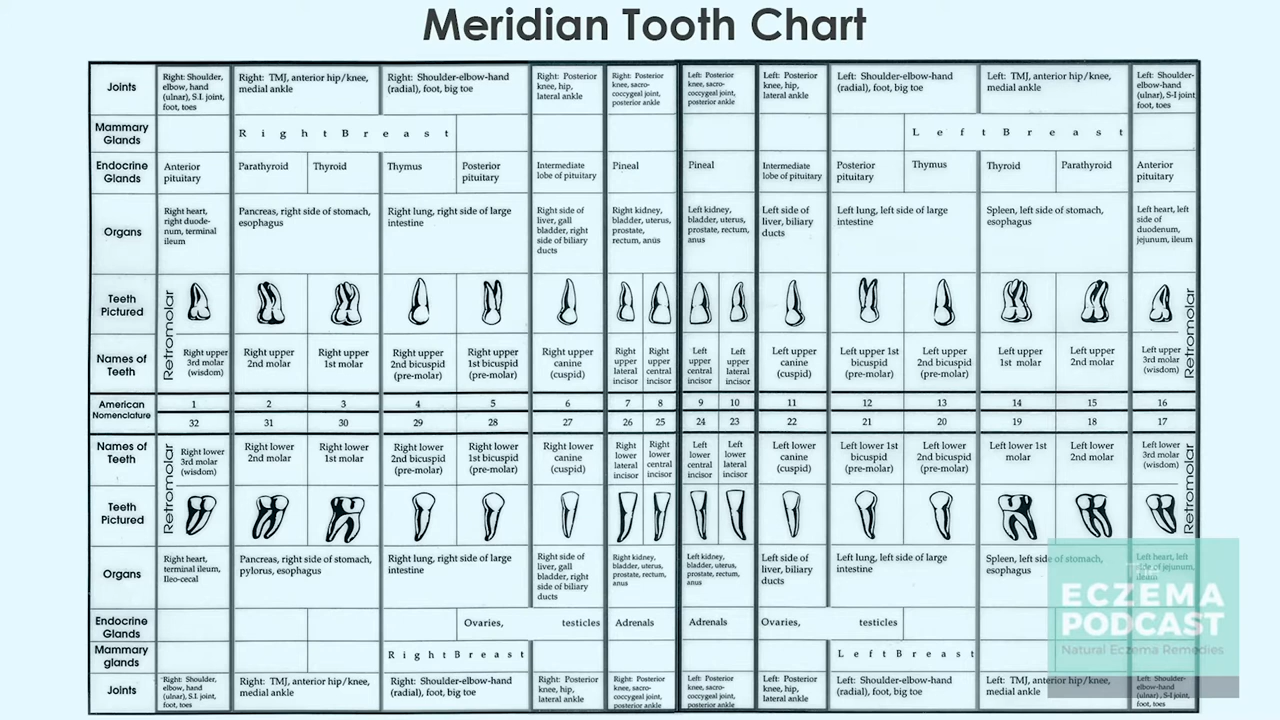 Meridian Tooth Chart
Joints
Right: Shoulder,
elbow, hand
(ulnar), S.I. joint,
foot, toes
Right: TMJ, anterior hip/knee,
medial ankle
Right: Shoulder-elbow-hand
(radial), foot, big toe
Right: Posterior
knee, hip,
lateral ankle
Right: Posterior
knee, sacro-
coccygeal joint,
posterior ankle
Left: Posterior
knee, sacro-
coccygeal joint,
posterior ankle
Left: Posterior
knee, hip,
lateral ankle
Left: Shoulder-elbow-hand
(radial), foot, big toe
Left: TMJ, anterior hip/knee,
medial ankle
Left: Shoulder-
elbow-hand
(ulnar), S-I joint
foot, toes
Mammary
Glands
Right Breast
Left Breast
Endocrine
Glands
Anterior
pituitary
Parathyroid
Thyroid
Thymus
Posterior
pituitary
Intermediate
lobe of pituitary
Pineal
Pineal
Intermediate
lobe of pituitary
Posterior
pituitary
Thymus
Thyroid
Parathyroid
Anterior
pituitary
Organs
Right heart,
right duode-
num, terminal
ileum
Pancreas, right side of stomach,
esophagus
Right lung, right side of large
intestine
Right side of
liver, gall
bladder, right
side of biliary
ducts
Right kidney,
bladder, uterus,
prostate,
rectum, anus
Left kidney,
bladder, uterus,
prostate, rectum,
anus
Left side of
liver, biliary
ducts
Left lung, left side of large
intestine
Spleen, left side of stomach,
esophagus
Left heart, left
side of
duodenum,
jejunum, ileum
Teeth
Pictured
Retromolar
Retromolar
Names of
Teeth
Right upper
3rd molar
(wisdom)
Right upper
2nd molar
Right upper
1st molar
Right upper
2nd bicuspid
(pre-molar)
Right upper
1st bicuspid
(pre-molar)
Right upper
canine
(cuspid)
Right
upper
lateral
incisor
Right
upper
central
incisor
Left
upper
central
incisor
Left
upper
lateral
incisor
Left upper
canine
(cuspid)
Left upper 1st
bicuspid
(pre-molar)
Left upper
2nd bicuspid
(pre-molar)
Left upper
1st molar
Left upper
2nd molar
Left upper
3rd molar
(wisdom)
American
Nomenclature
1 2 3 4 5 6 7 8 9 10 11 12 13 14 15 16
32 31 30 29 28 27 26 25 24 23 22 21 20 19 18 17
Names of
Teeth
Right lower
3rd molar
(wisdom)
Right lower
2nd molar
Right lower
1st molar
Right lower
2nd bicuspid
(pre-molar)
Right lower
1st bicuspid
(pre-molar)
Right lower
canine
(cuspid)
Right
lower
lateral
incisor
Right
lower
central
incisor
Left
lower
central
incisor
Left
lower
lateral
incisor
Left lower
canine
(cuspid)
Left lower 1st
bicuspid
(pre-molar)
Left lower
2nd bicuspid
(pre-molar)
Left lower 1st
molar
Left lower
2nd molar
Left lower
3rd molar
(wisdom)
Teeth
Pictured
Retromolar
Retromolar
Organs
Right heart,
terminal ileum,
Ileo-cecal
Pancreas, right side of stomach,
pylorus, esophagus
Right lung, right side of large
intestine
Right side of
liver, gall
bladder, right
side of biliary
ducts
Right kidney,
bladder, uterus,
prostate, rectum,
anus
Left kidney,
bladder, uterus,
prostate, rectum,
anus
Left side of
liver, biliary
ducts
Left lung, left side of large
intestine
Spleen, left side of stomach,
esophagus
Left heart, left
side of jejunum,
ileum
Endocrine
Glands
Ovaries, testicles
Adrenals
Adrenals
Ovaries, testicles
Mammary
glands
Right Breast
Left Breast
Joints
Right: Shoulder,
elbow, hand
(ulnar), S.I. joint,
foot, toes
Right: TMJ, anterior hip/knee,
medial ankle
Right: Shoulder-elbow-hand
(radial), foot, big toe
Right: Posterior
knee, hip,
lateral ankle
Right: Posterior
knee, sacro-
coccygeal joint,
posterior ankle
Left: Posterior
knee, sacro-
coccygeal joint,
posterior ankle
Left: Posterior
knee, hip,
lateral ankle
Left: Shoulder-elbow-hand
(radial), foot, big toe
Left: TMJ, anterior hip/knee,
medial ankle
Left: Shoulder-
elbow-hand
(ulnar), S-I joint
foot, toes
The
ECZEMA
PODCAST
Natural Eczema Remedies